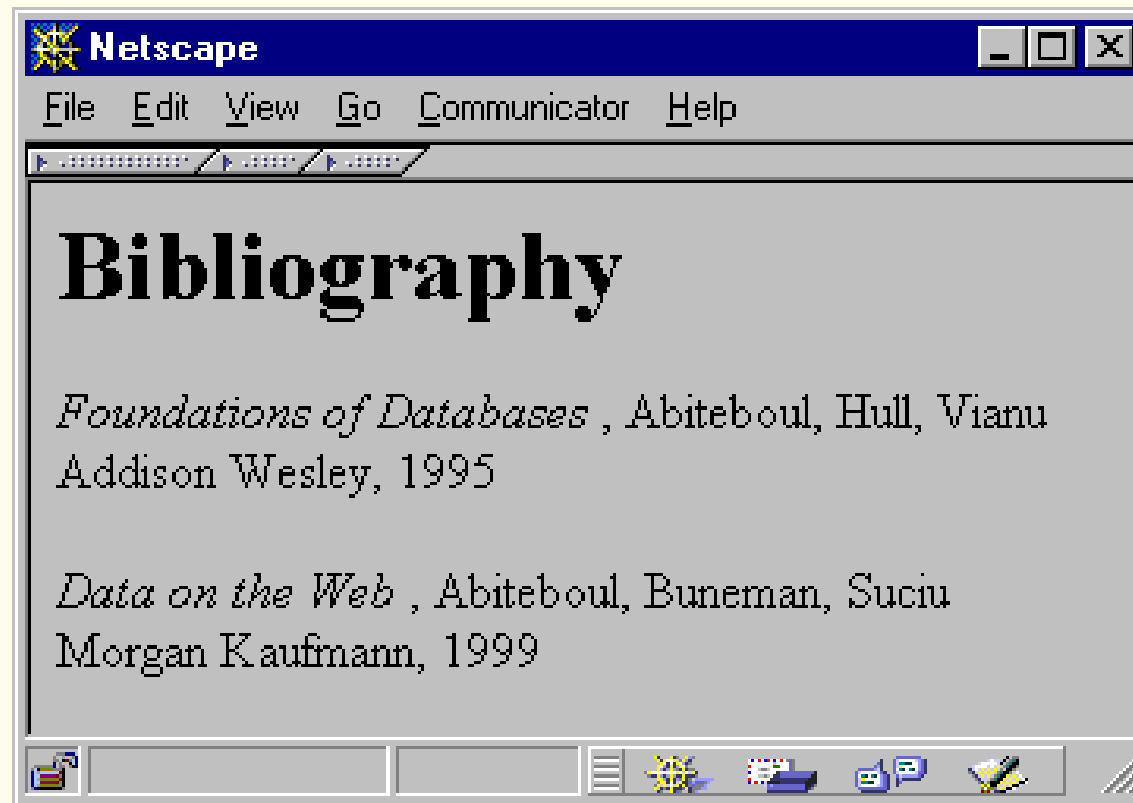 Netscape
File Edit View Go Communicator Help
Bibliography
Foundations of Databases , Abiteboul, Hull, Vianu
Addison Wesley, 1995
Data on the Web , Abiteboul, Buneman, Suciu
Morgan Kaufmann, 1999